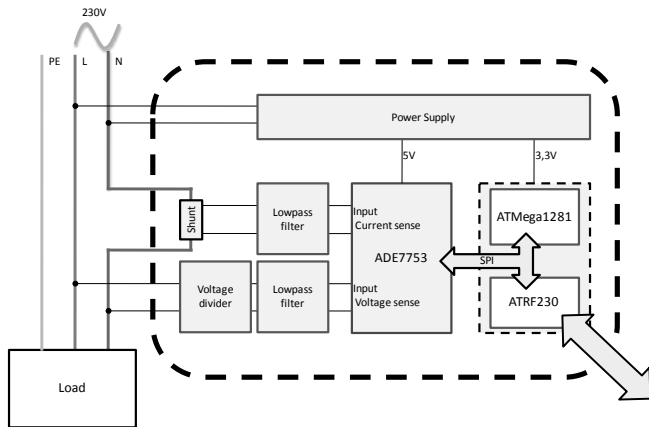 230V
PE
L
N
Power Supply
5V
3,3V
Shunt
Lowpass
filter
Input
Current sense
ADE7753
ATMega1281
SPI
Voltage
divider
Lowpass
filter
Input
Voltage sense
ATRF230
Load